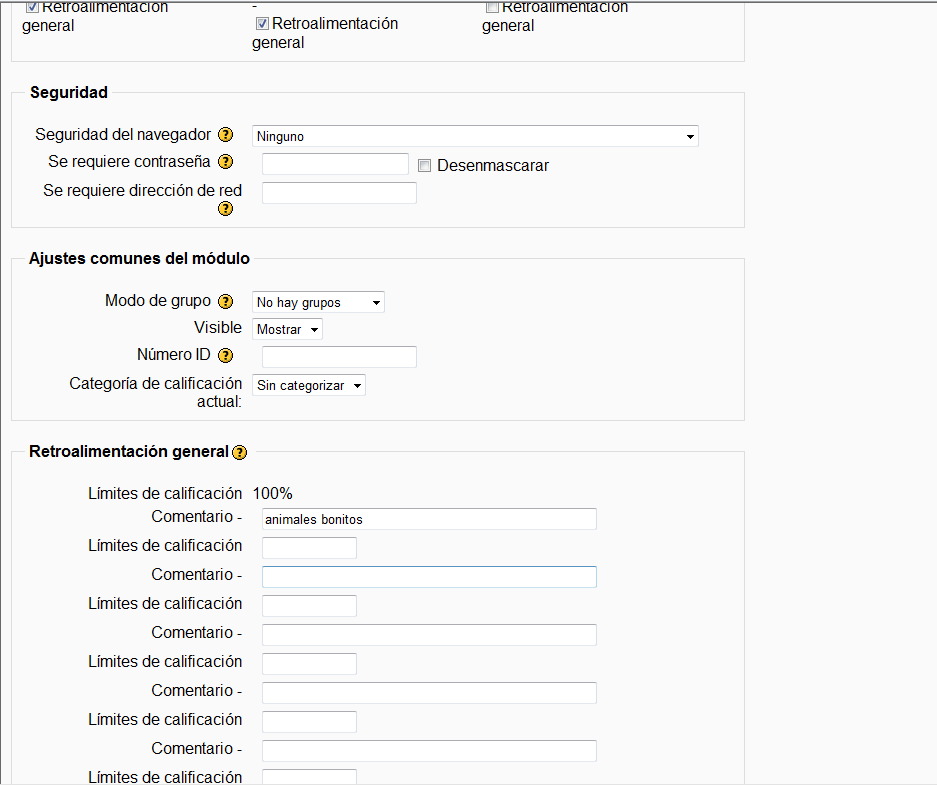 Retroalimentación - Retroalimentación
general
Retroalimentación general
general
Seguridad
Seguridad del navegador ? Ninguno
Se requiere contraseña ? Desenmascarar
Se requiere dirección de red
?
Ajustes comunes del módulo
Modo de grupo ? No hay grupos
Visible Mostrar
Número ID ?
Categoría de calificación Sin categorizar
actual:
Retroalimentación general ?
Límites de calificación 100%
Comentario - animales bonitos
Límites de calificación
Comentario -
Límites de calificación
Comentario -
Límites de calificación
Comentario -
Límites de calificación
Comentario -
Límites de calificación